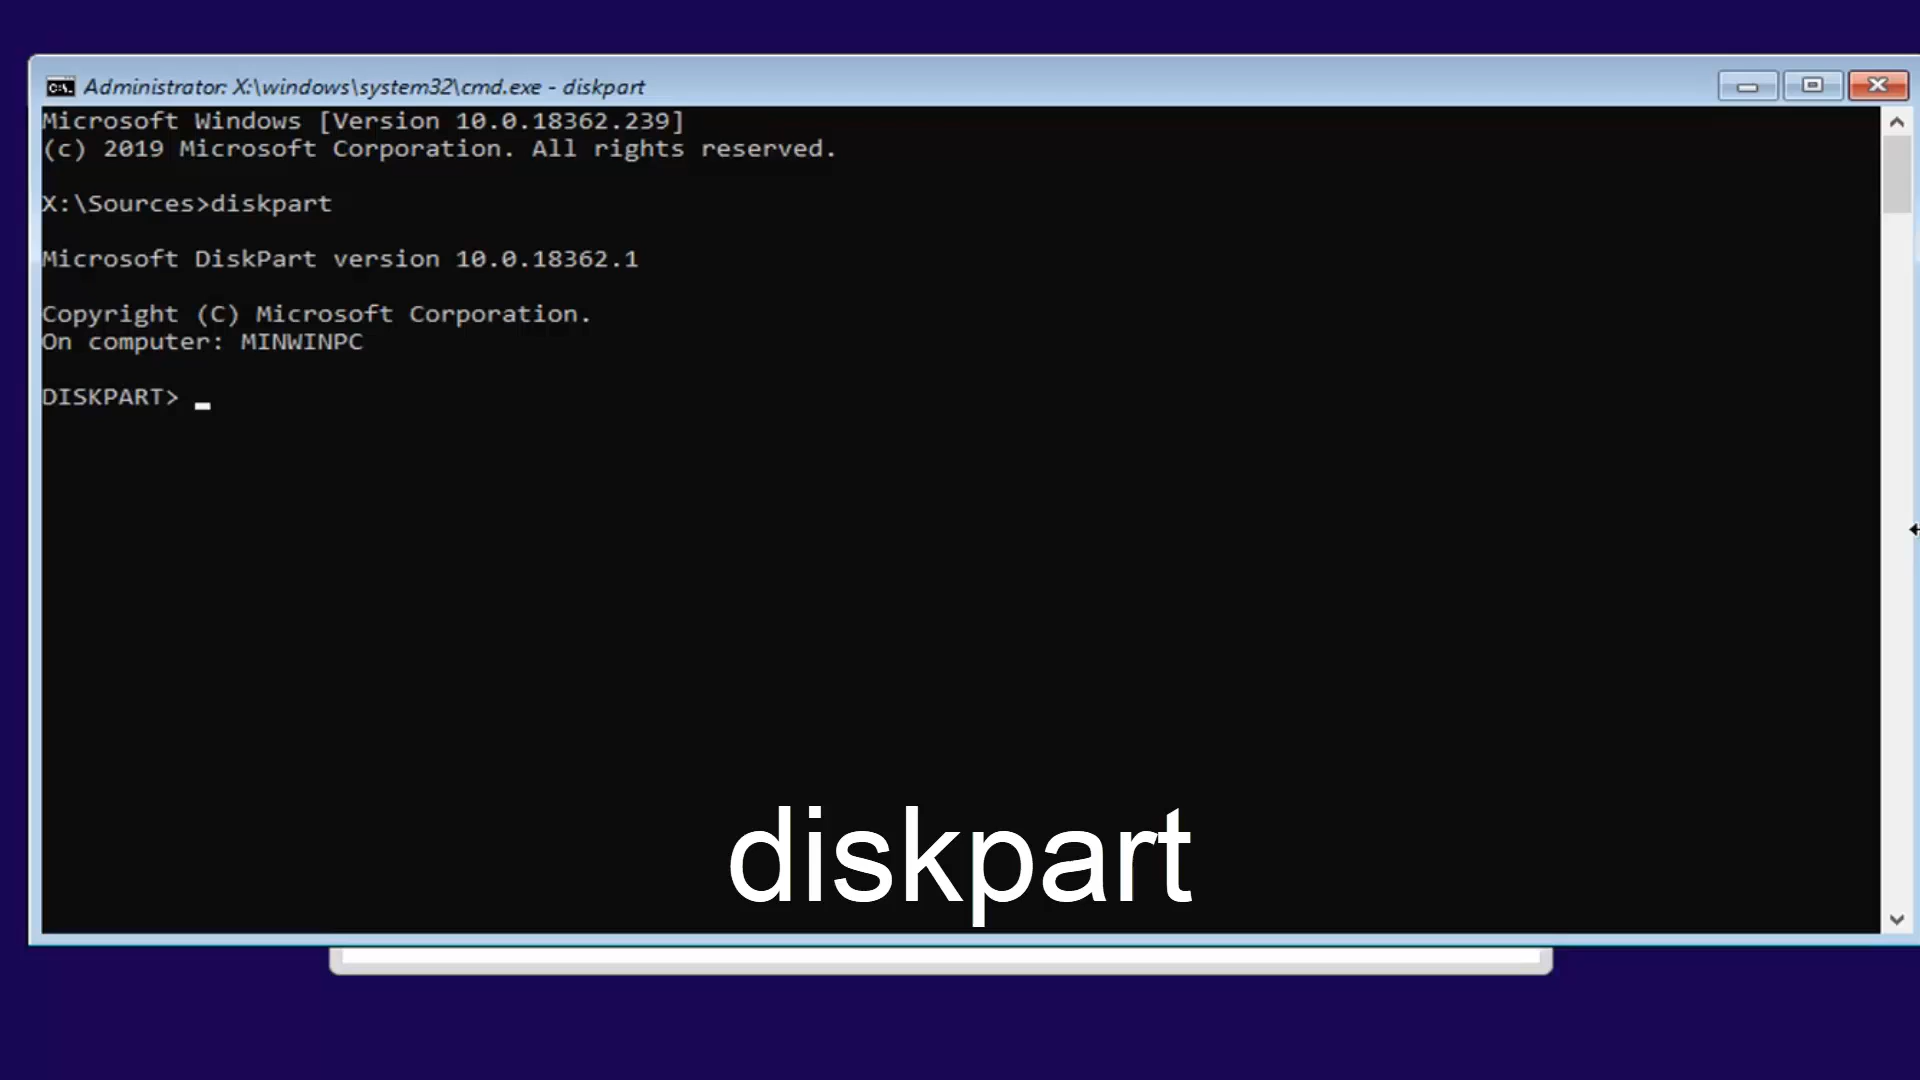 Administrator: X:\windows\system32\cmd.exe - diskpart
Microsoft Windows [Version 10.0.18362.239]
(c) 2019 Microsoft Corporation. All rights reserved.
X:\Sources>diskpart
Microsoft DiskPart version 10.0.18362.1
Copyright (C) Microsoft Corporation.
On computer: MINWINPC
DISKPART>
diskpart